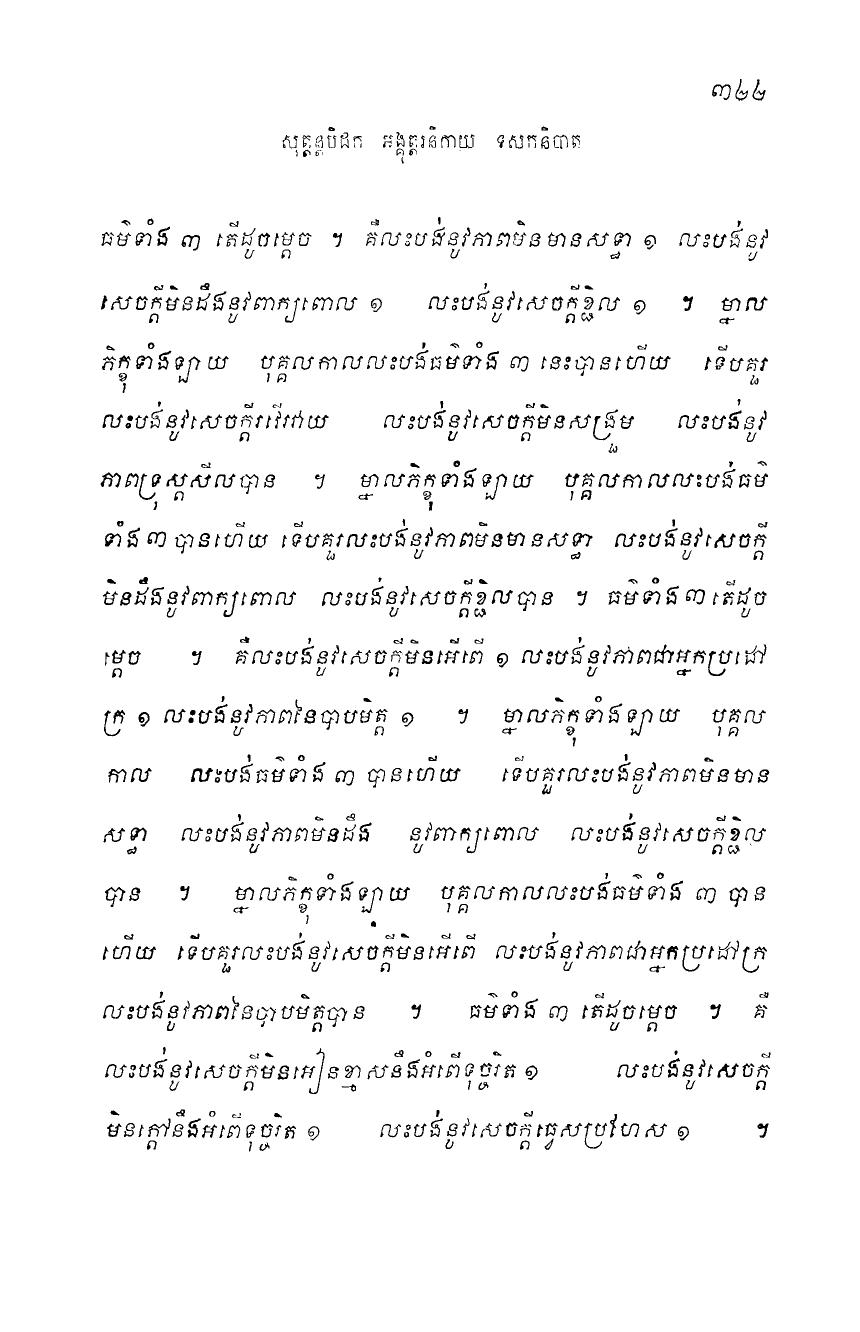 ៣៤៤
សុត្តន្តបិដក អង្គុត្តរនិកាយ ទសកនិបាត
ធម៌ទាំង ៣ តើដូចម្តេច ។ គឺលះបង់នូវភាពមិនមានសទ្ធា ១ លះបង់នូវ
សេចក្តីមិនដឹងនូវពាក្យពោល ១ លះបង់នូវសេចក្តីខ្ជិល ១ ។ ម្នាល
ភិក្ខុទាំងឡាយ បុគ្គលកាលលះបង់ធម៌ទាំង ៣ នេះបានហើយ ទើបគួរ
លះបង់នូវសេចក្តីរវើរវាយ លះបង់នូវសេចក្តីមិនសង្រួម លះបង់នូវ
ភាពទ្រុស្តសីលបាន ។ ម្នាលភិក្ខុទាំងឡាយ បុគ្គលកាលលះបង់ធម៌
ទាំង ៣ បានហើយ ទើបគួរលះបង់នូវភាពមិនមានសទ្ធា លះបង់នូវសេចក្តី
មិនដឹងនូវពាក្យពោល លះបង់នូវសេចក្តីខ្ជិលបាន ។ ធម៌ទាំង ៣ តើដូច
ម្តេច ។ គឺលះបង់នូវសេចក្តីមិនអើពើ ១ លះបង់នូវភាពជាអ្នកប្រដៅ
ក្រ ១ លះបង់នូវភាពនៃបាបមិត្ត ១ ។ ម្នាលភិក្ខុទាំងឡាយ បុគ្គល
កាល លះបង់ធម៌ទាំង ៣ បានហើយ ទើបគួរលះបង់នូវភាពមិនមាន
សទ្ធា លះបង់នូវភាពមិនដឹង នូវពាក្យពោល លះបង់នូវសេចក្តីខ្ជិល
បាន ។ ម្នាលភិក្ខុទាំងឡាយ បុគ្គលកាលលះបង់ធម៌ទាំង ៣ បាន
ហើយ ទើបគួរលះបង់នូវសេចក្តីមិនអើពើ លះបង់នូវភាពជាអ្នកប្រដៅក្រ
លះបង់នូវភាពនៃបាបមិត្តបាន ។ ធម៌ទាំង ៣ តើដូចម្តេច ។ គឺ
លះបង់នូវសេចក្តីមិនអៀនខ្មាសនឹងអំពើទុច្ចរិត ១ លះបង់នូវសេចក្តី
មិនក្តៅនឹងអំពើទុច្ចរិត ១ លះបង់នូវសេចក្តីធ្វេសប្រហែស ១ ។